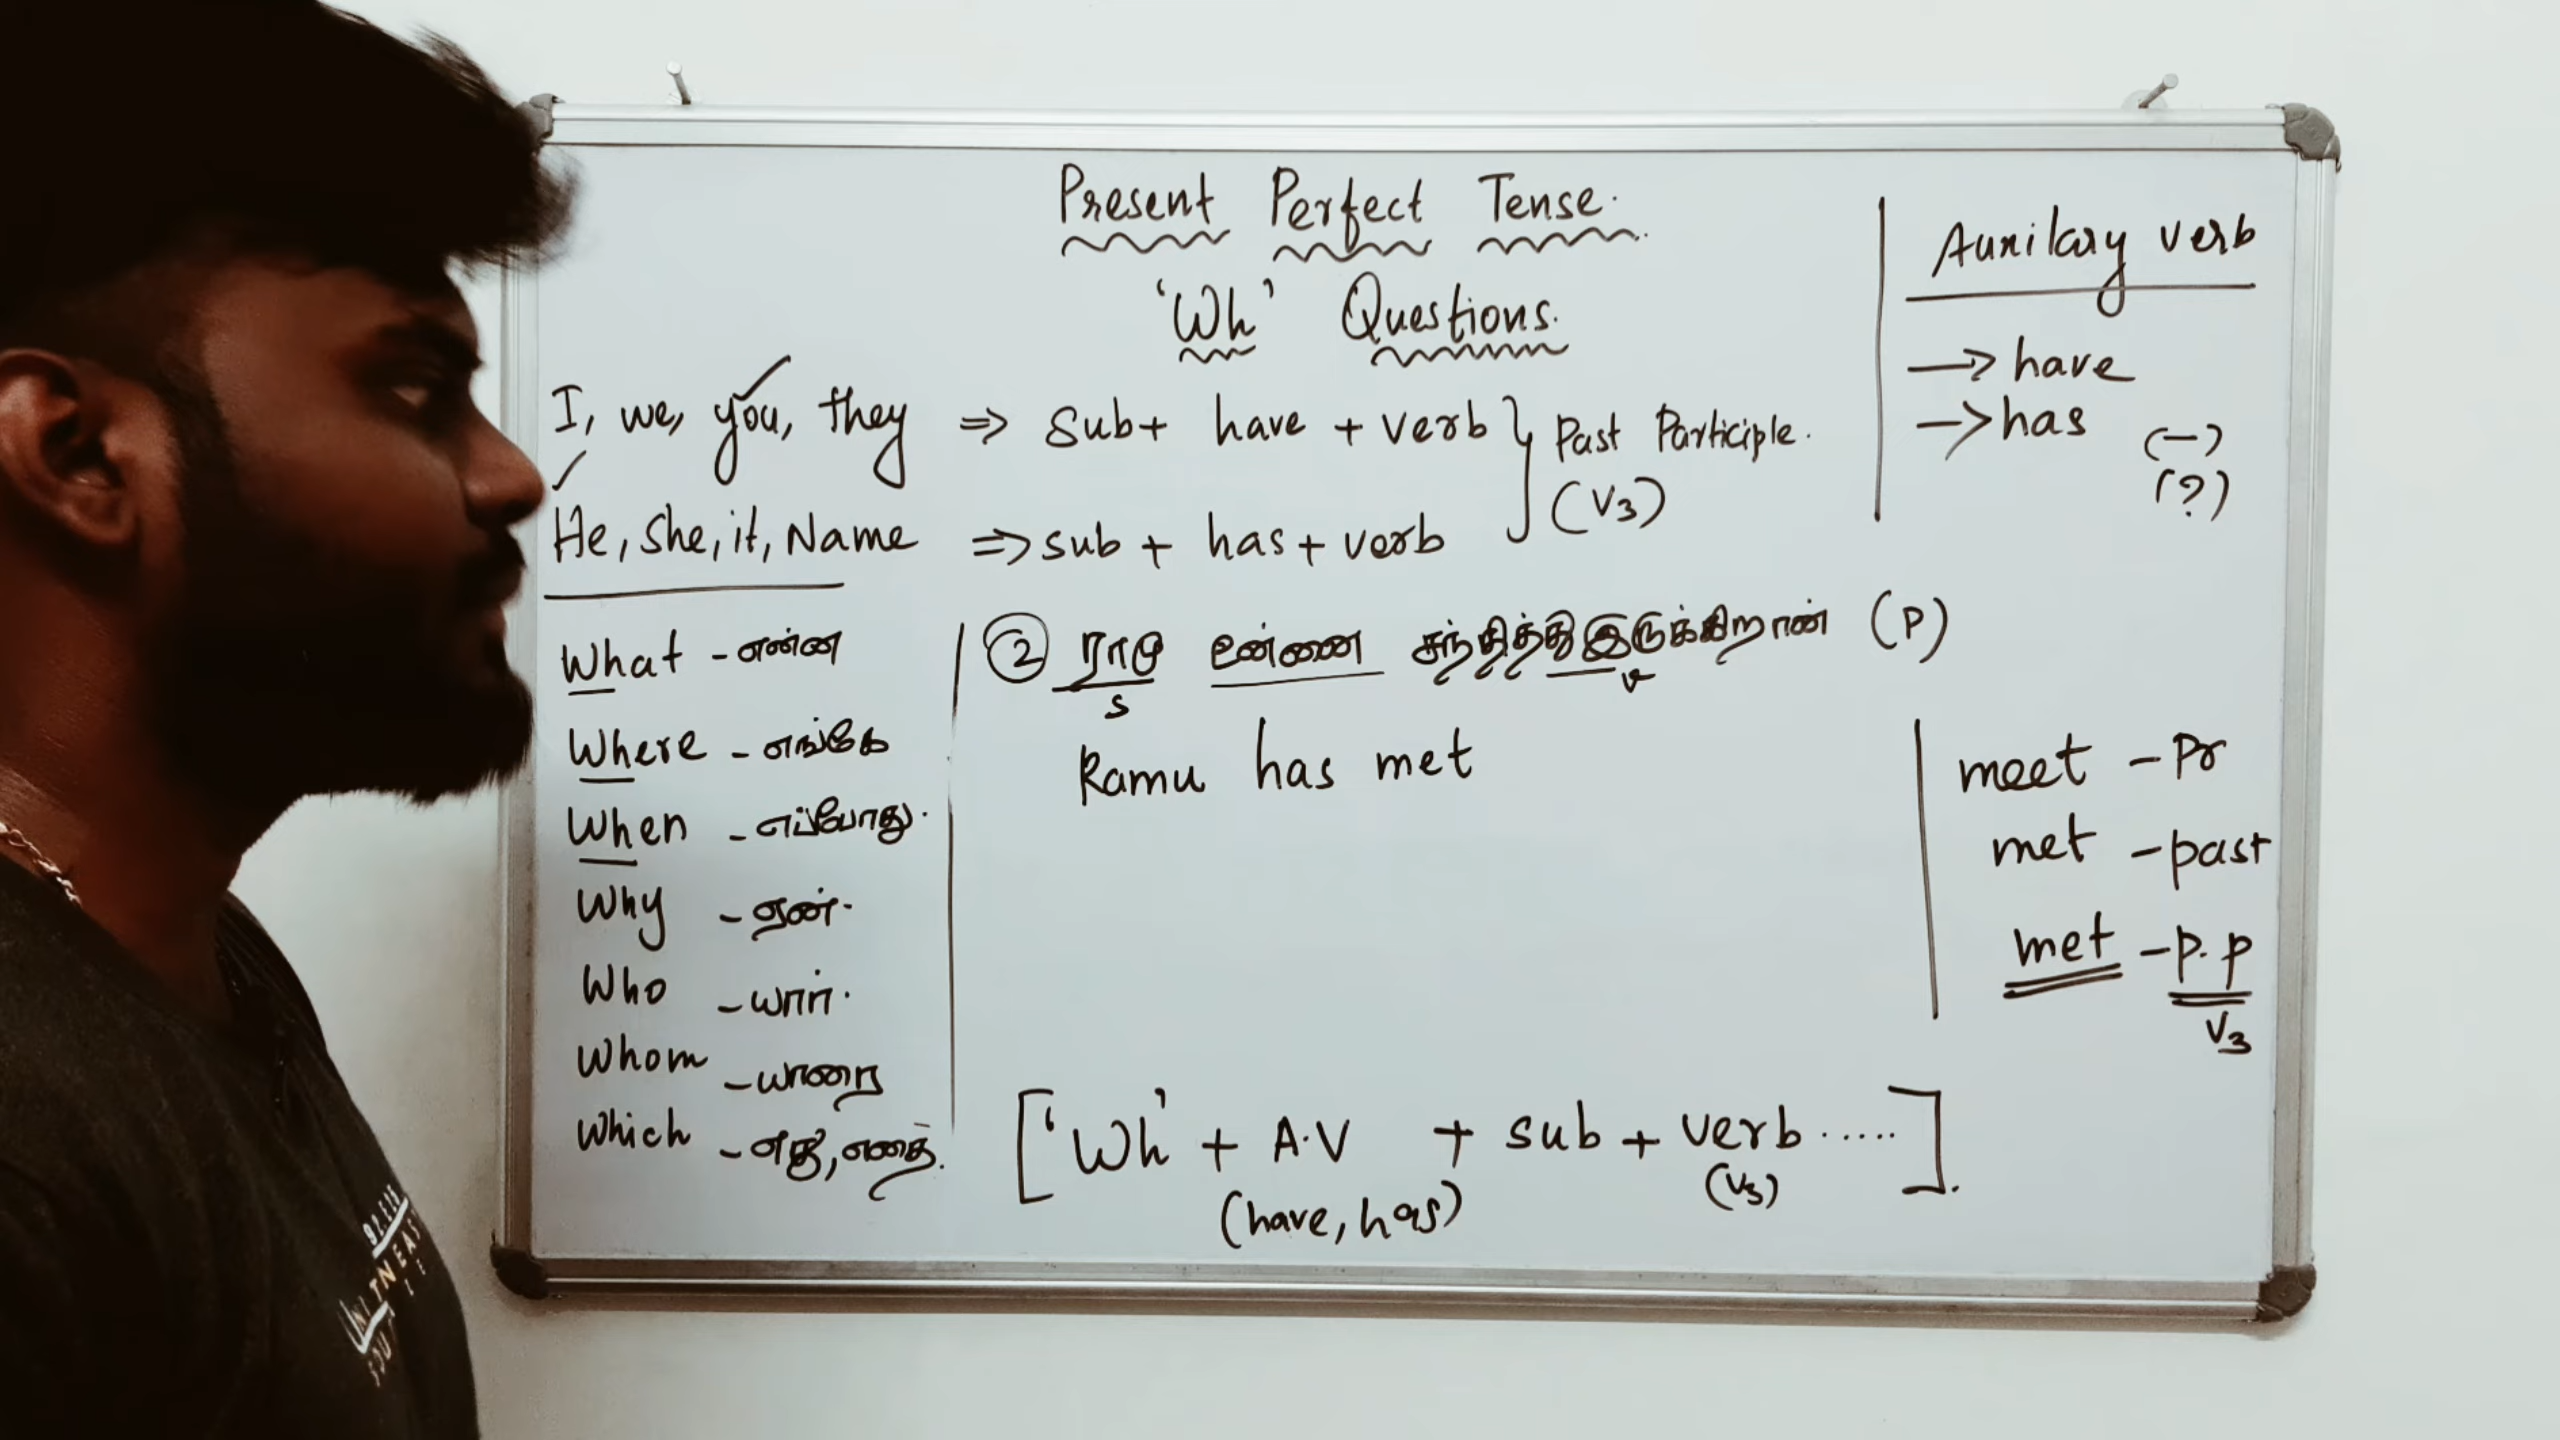 Present Perfect Tense.
'Wh' Questions.
I, we, you, they ⇒ Sub + have + verb } Past Participle.
(V3)
He, she, it, Name ⇒ sub + has + verb
Auxilary verb
→ have
→ has (-)
(?)
What - என்ன
Where - எங்கே
When - எப்போது.
Why - ஏன்.
Who - யார்.
Whom - யாரை
Which - எது, எதை.
② ராமு உன்னை சந்தித்து இருக்கிறான் (P)
S v
Ramu has met
meet - Pr
met - past
met - p.p
V3
['Wh' + A.V + sub + verb .....].
(have, has) (V3)